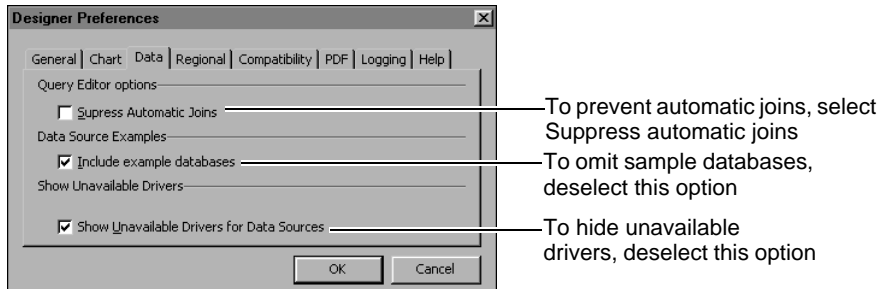 Designer Preferences
General Chart Data Regional Compatibility PDF Logging Help
Query Editor options
Supress Automatic Joins
To prevent automatic joins, select
Suppress automatic joins
Data Source Examples
Include example databases
To omit sample databases,
deselect this option
Show Unavailable Drivers
Show Unavailable Drivers for Data Sources
To hide unavailable
drivers, deselect this option
OK Cancel